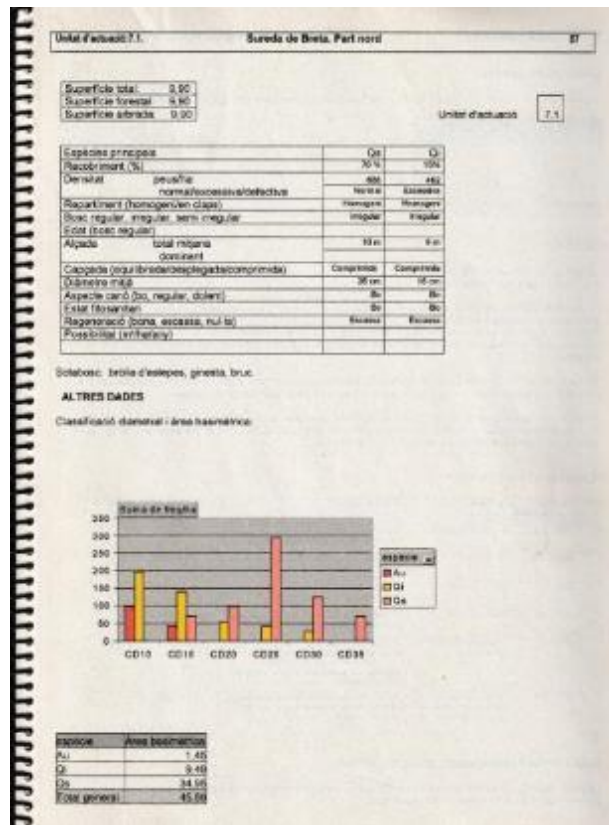 Unitat d'actuació:7.1. Sureda de Breta. Part nord 57
Superfície total: 9,90
Superfície forestal 9,90
Superfície arbrada 9,90
Unitat d'actuació 7.1
Espècies principals Qs Qi
Recobriment (%) 70 % 15%
Densitat peus/ha 462
normal/excessiva/defectiva Normal Excessiva
Repartiment (homogeni/en claps) Homogeni Homogeni
Bosc regular, irregular, semi irregular Irregular Irregular
Edat (bosc regular)
Alçada total mitjana 10 m 9 m
dominant
Capçada (equilibrada/desplegada/comprimida) Comprimida Comprimida
Diàmetre mitjà
Aspecte canó (bo, regular, dolent) Bo Bo
Estat fitosanitari Bo Bo
Regeneració (bona, escassa, nul·la) Escassa Escassa
Possibilitat (m³/ha/any)
Sotabosc: brolla d'estepes, ginesta, bruc.
ALTRES DADES
Classificació diametral i àrea basimètrica
Suma de Npg/ha
350
300
250
200
150
100
50
0
CD10 CD15 CD20 CD25 CD30 CD35
espècie
Au
Qi
Qs
espècie Àrea basimètrica
Au 1,45
Qi 9,49
Qs 34,95
Total general 45,89